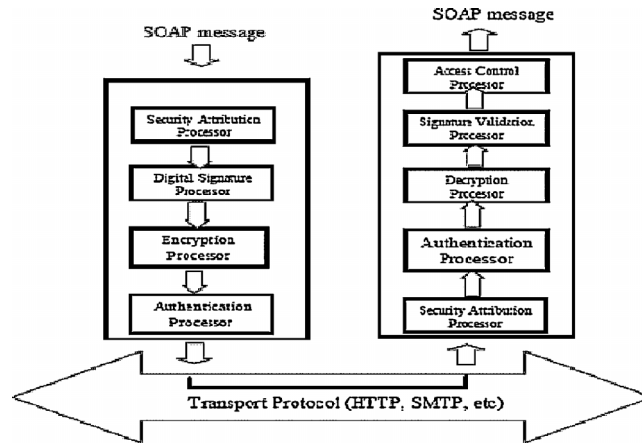 SOAP message
Security Attribution
Processor
Digital Signature
Processor
Encryption
Processor
Authentication
Processor
SOAP message
Access Control
Processor
Signature Validation
Processor
Decryption
Processor
Authentication
Processor
Security Attribution
Processor
Transport Protocol (HTTP, SMTP, etc)